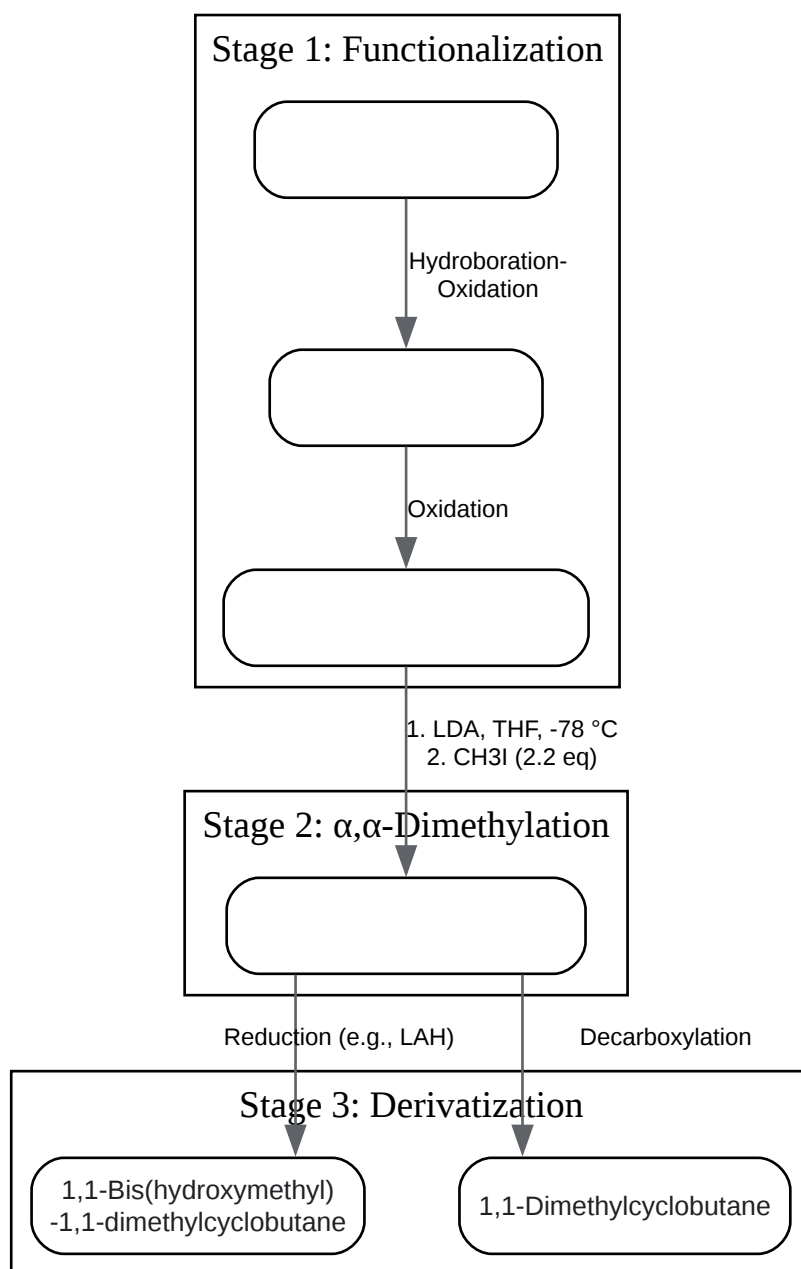 Stage 1: Functionalization
Hydroboration-
Oxidation
Oxidation
1. LDA, THF, -78 °C
2. CH3I (2.2 eq)
Stage 2: α,α-Dimethylation
Reduction (e.g., LAH)
Decarboxylation
Stage 3: Derivatization
1,1-Bis(hydroxymethyl)
-1,1-dimethylcyclobutane
1,1-Dimethylcyclobutane